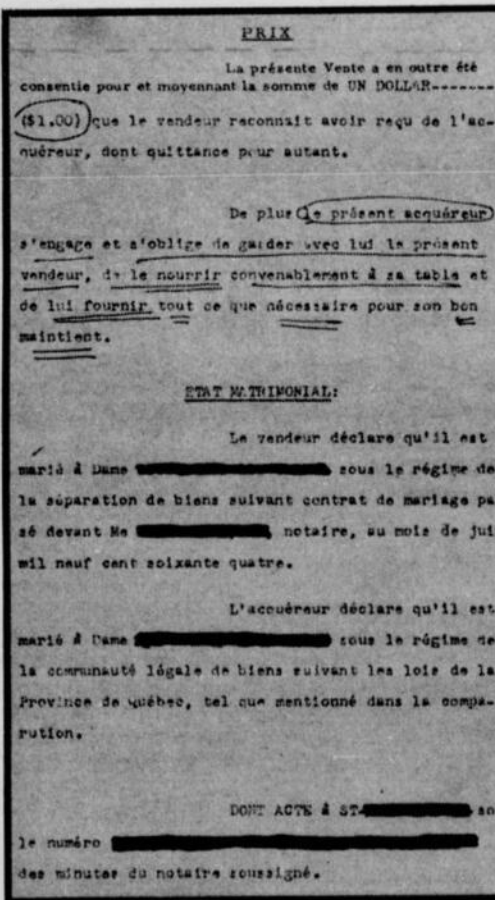 PRIX
La présente Vente a en outre été
consentie pour et moyennant la somme de UN DOLLAR-------
($1.00) que le vendeur reconnait avoir reçu de l'ac-
quéreur, dont quittance pour autant.
De plus le présent acquéreur
s'engage et s'oblige de garder avec lui le présent
vendeur, de le nourrir convenablement à sa table et
de lui fournir tout ce que nécessaire pour son bon
maintient.
ETAT MATRIMONIAL:
Le vendeur déclare qu'il est
marié à Dame sous le régime de
la séparation de biens suivant contrat de mariage pa
sé devant Me , notaire, au mois de jui
mil neuf cent soixante quatre.
L'acquéreur déclare qu'il est
marié à Dame sous le régime de
la communauté légale de biens suivant les lois de la
Province de Québec, tel que mentionné dans la compa-
rution.
DONT ACTE à ST-
le numéro
des minutes du notaire soussigné.